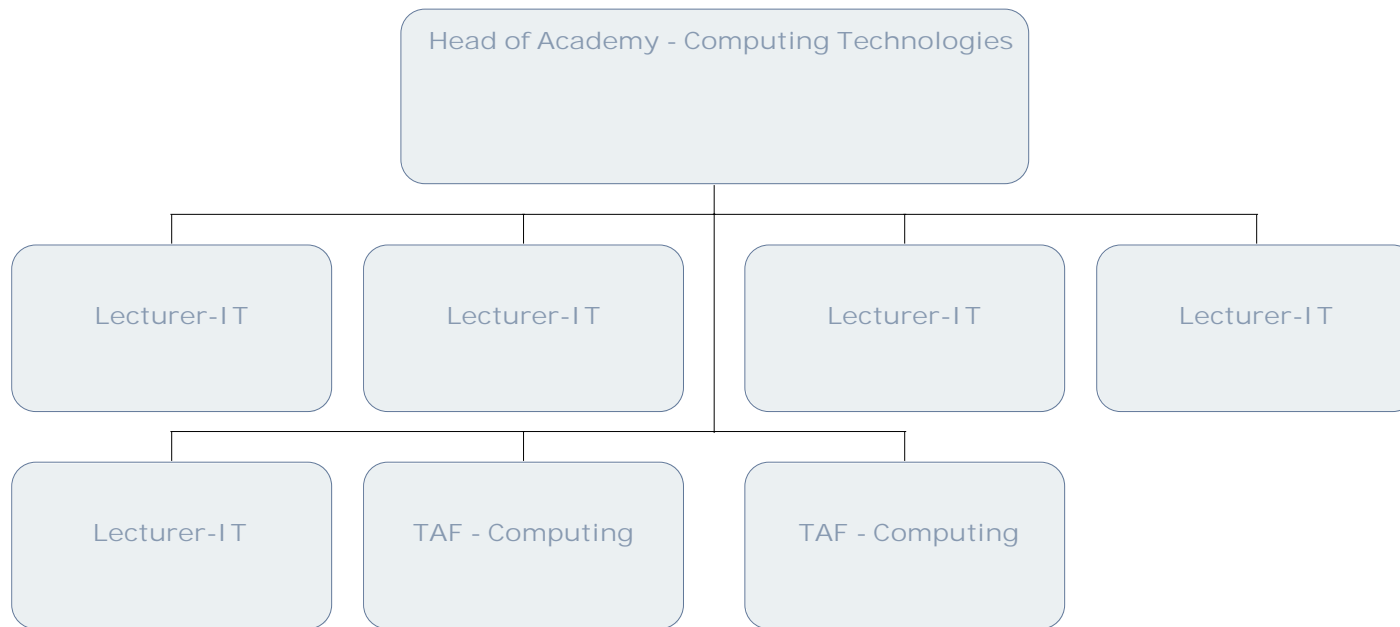 Head of Academy - Computing Technologies
Lecturer-IT
Lecturer-IT
Lecturer-IT
Lecturer-IT
Lecturer-IT
TAF - Computing
TAF - Computing